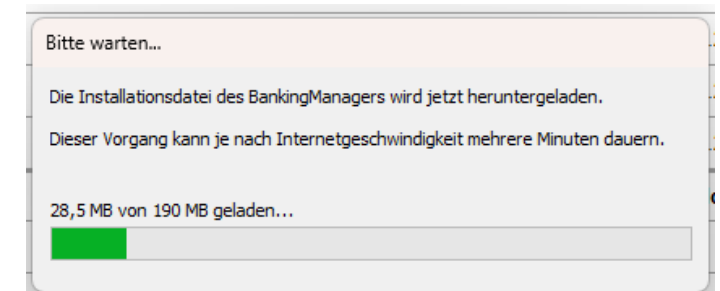 Bitte warten...
Die Installationsdatei des BankingManagers wird jetzt heruntergeladen.
Dieser Vorgang kann je nach Internetgeschwindigkeit mehrere Minuten dauern.
28,5 MB von 190 MB geladen...